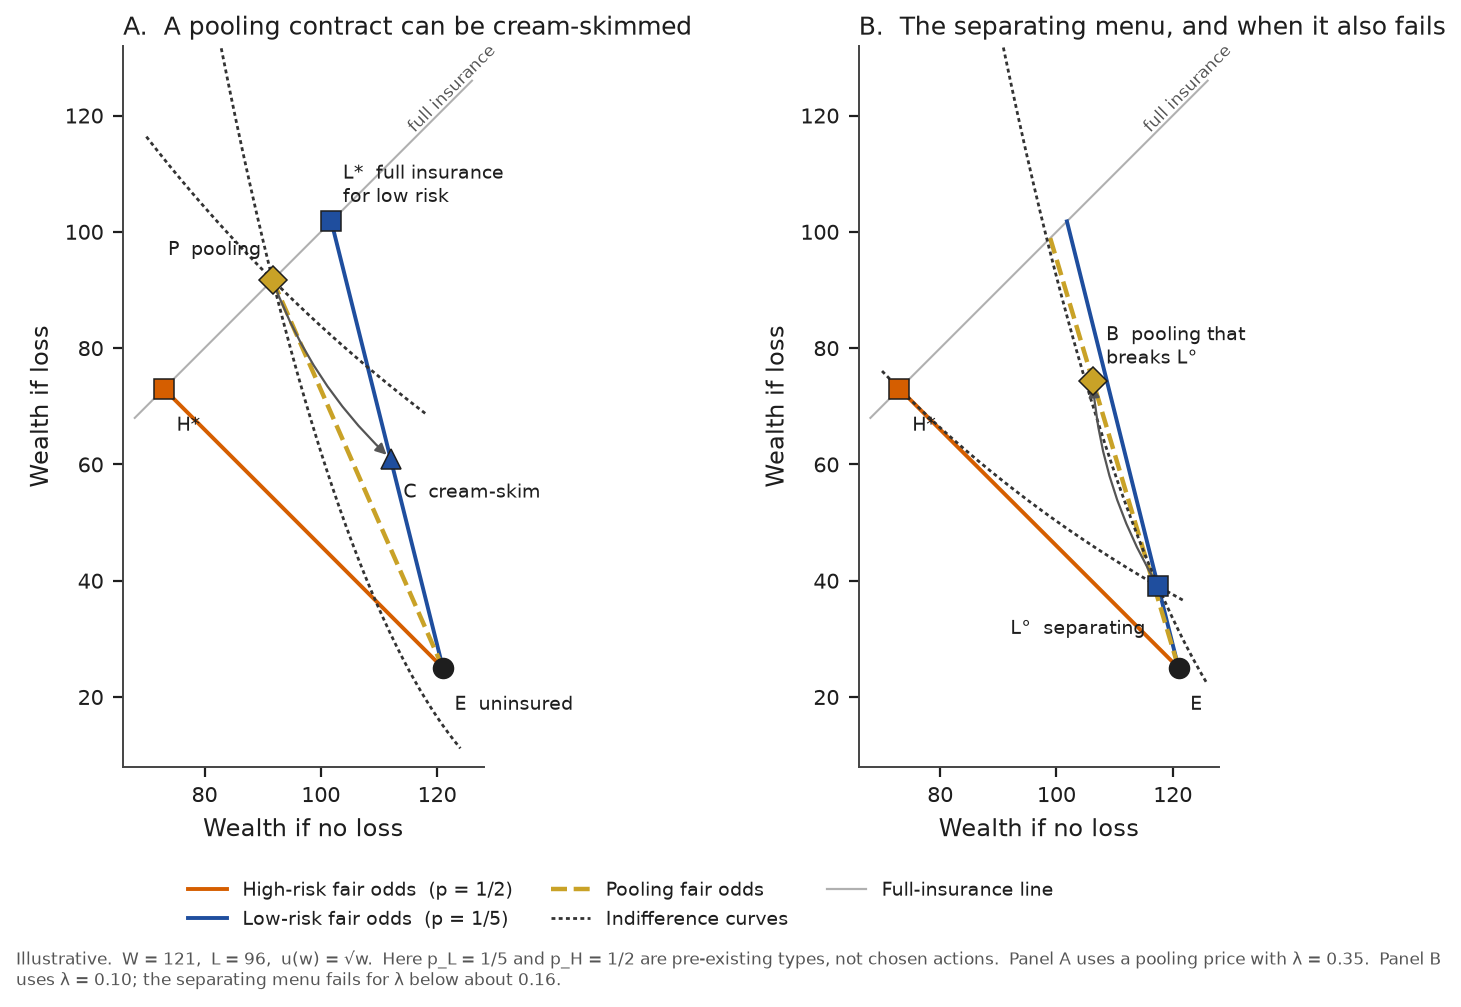 A.  A pooling contract can be cream-skimmed
Wealth if loss
120
100
80
60
40
20
full insurance
L*  full insurance
for low risk
P  pooling
H*
C  cream-skim
E  uninsured
80
100
120
Wealth if no loss
B.  The separating menu, and when it also fails
Wealth if loss
120
100
80
60
40
20
full insurance
B  pooling that
breaks L°
H*
L°  separating
E
80
100
120
Wealth if no loss
High-risk fair odds  (p = 1/2)
Low-risk fair odds  (p = 1/5)
Pooling fair odds
Indifference curves
Full-insurance line
Illustrative.  W = 121,  L = 96,  u(w) = √w.  Here p_L = 1/5 and p_H = 1/2 are pre-existing types, not chosen actions.  Panel A uses a pooling price with λ = 0.35.  Panel B
uses λ = 0.10; the separating menu fails for λ below about 0.16.